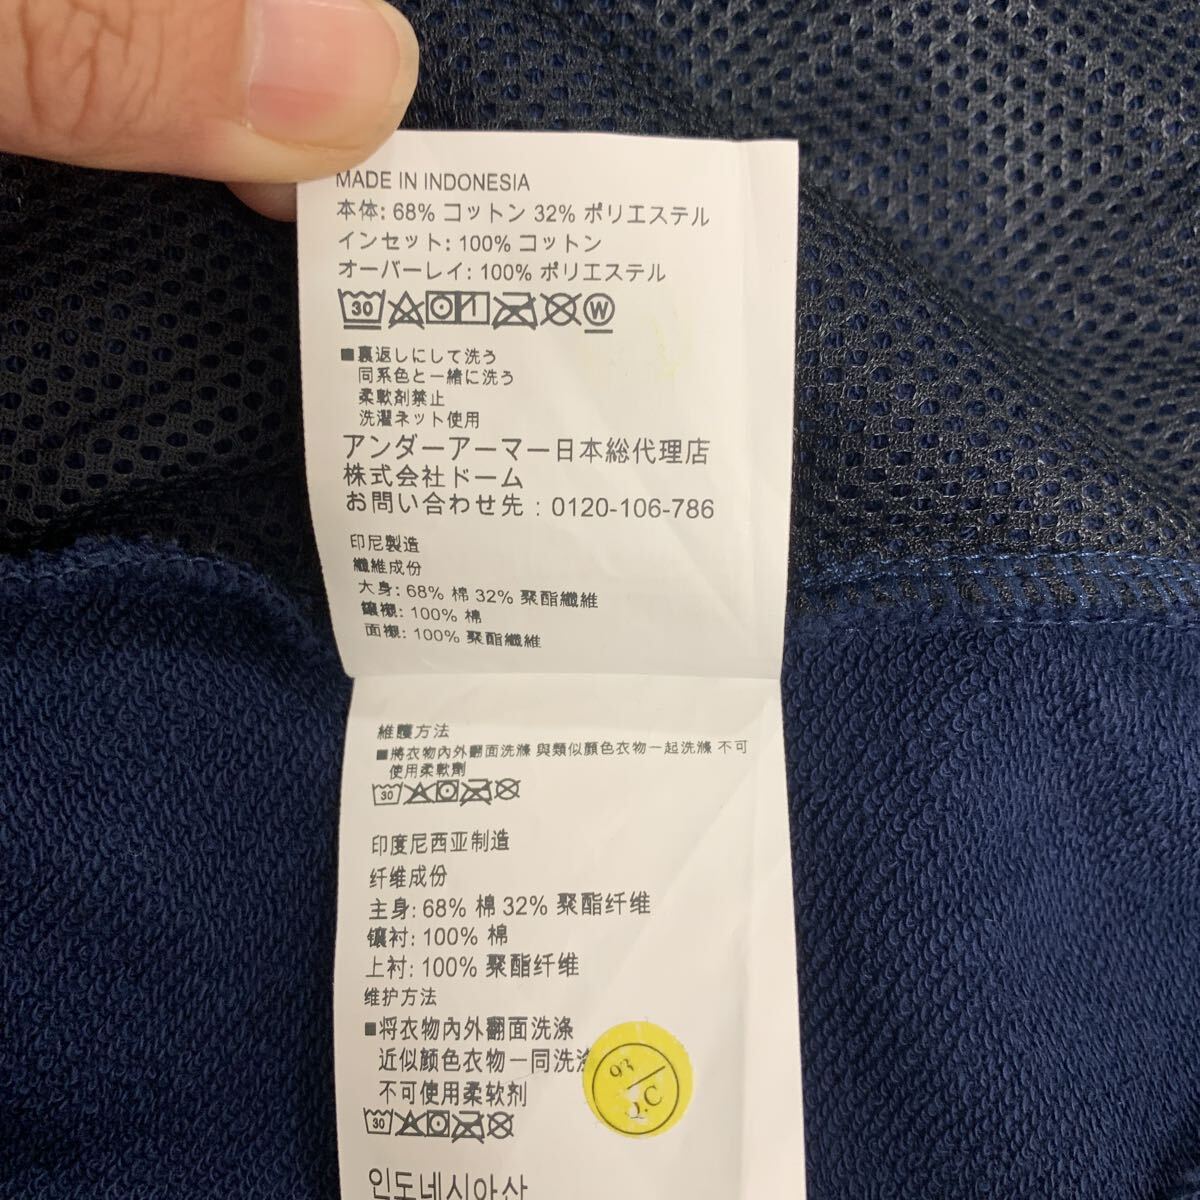 MADE IN INDONESIA
本体: 68% コットン 32% ポリエステル
インセット: 100% コットン
オーバーレイ: 100% ポリエステル
30 W
■裏返しにして洗う
同系色と一緒に洗う
柔軟剤禁止
洗濯ネット使用
アンダーアーマー日本総代理店
株式会社ドーム
お問い合わせ先 : 0120-106-786
印尼製造
纖維成份
大身: 68% 棉 32% 聚酯纖維
鑲襯: 100% 棉
面襯: 100% 聚酯纖維
維護方法
■將衣物內外翻面洗滌 與類似顏色衣物一起洗滌 不可
使用柔軟劑
30
印度尼西亚制造
纤维成份
主身: 68% 棉 32% 聚酯纤维
镶衬: 100% 棉
上衬: 100% 聚酯纤维
维护方法
■将衣物內外翻面洗涤
近似颜色衣物一同洗涤
不可使用柔软剂
93
.C
30
인도네시아산